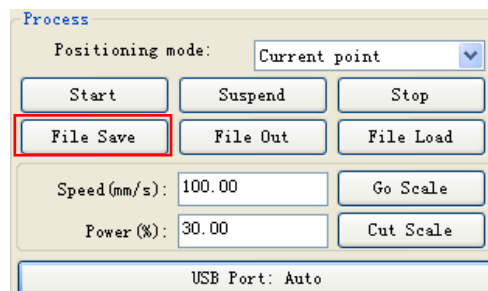 Process
Positioning mode: Current point
Start Suspend Stop
File Save File Out File Load
Speed(mm/s): 100.00 Go Scale
Power(%): 30.00 Cut Scale
USB Port: Auto